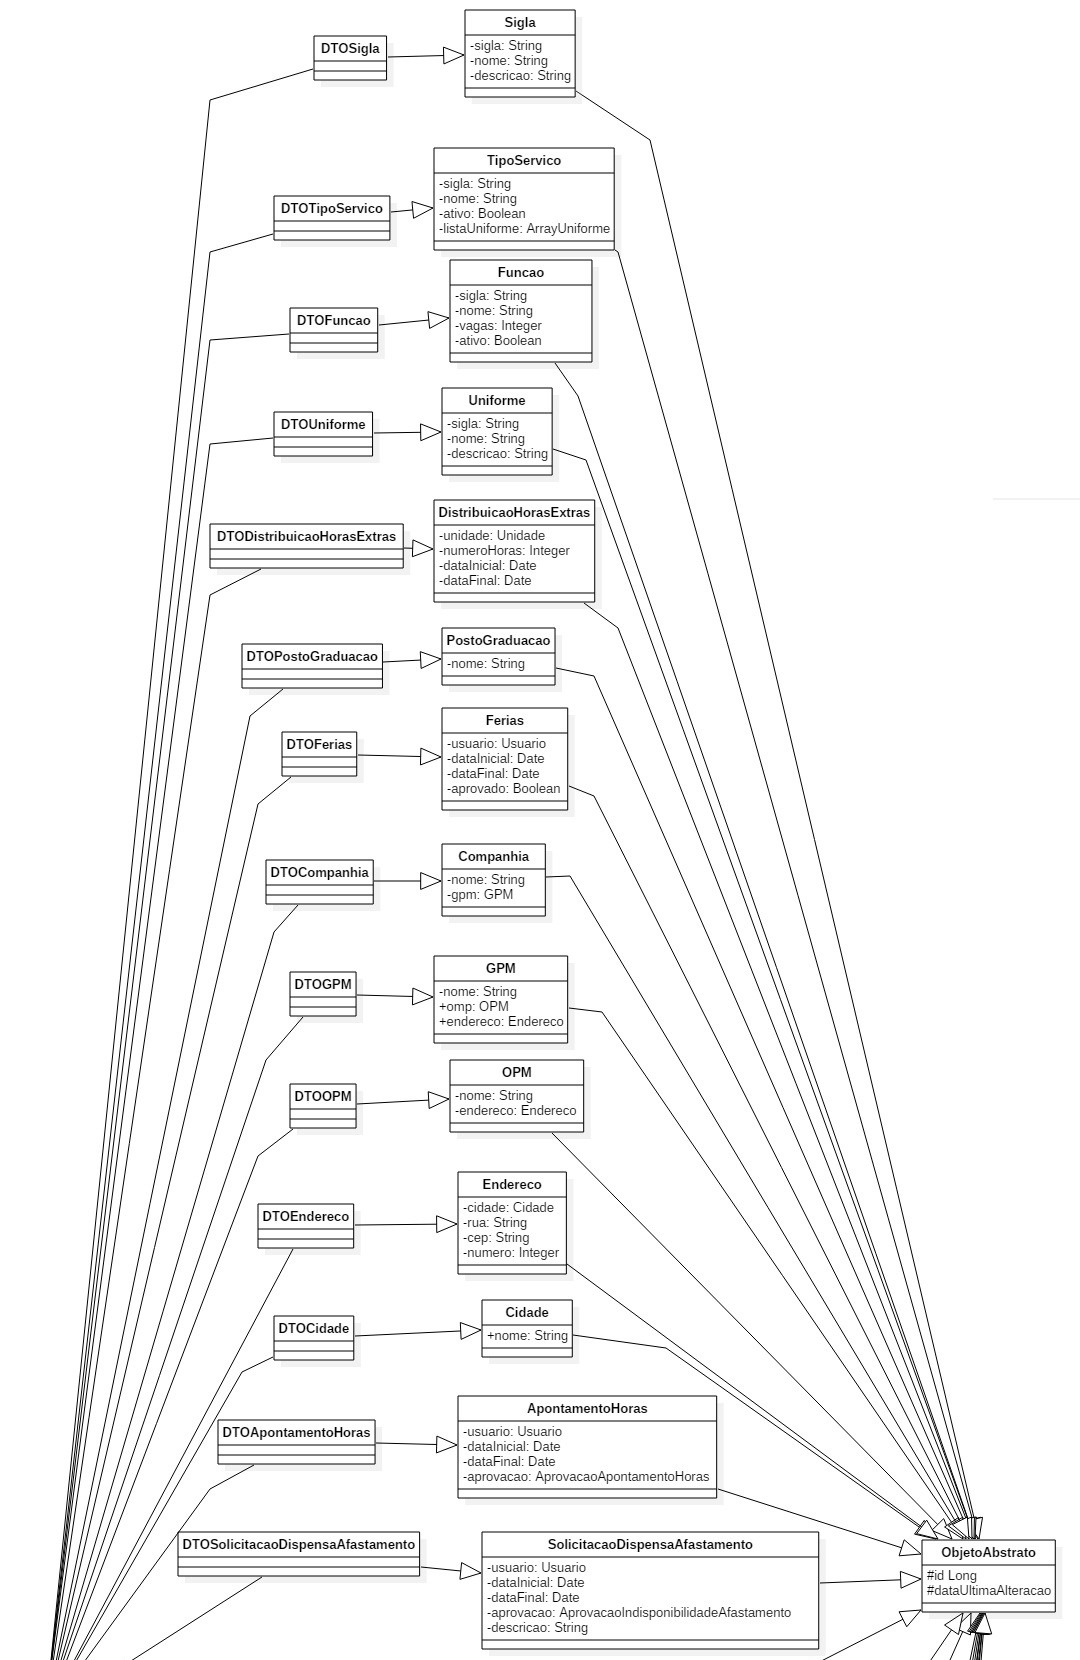 Sigla
-sigla: String
-nome: String
-descricao: String
DTOSigla
TipoServico
-sigla: String
-nome: String
-ativo: Boolean
-listaUniforme: ArrayUniforme
DTOTipoServico
Funcao
-sigla: String
-nome: String
-vagas: Integer
-ativo: Boolean
DTOFuncao
Uniforme
-sigla: String
-nome: String
-descricao: String
DTOUniforme
DistribuicaoHorasExtras
-unidade: Unidade
-numeroHoras: Integer
-dataInicial: Date
-dataFinal: Date
DTODistribuicaoHorasExtras
PostoGraduacao
-nome: String
DTOPostoGraduacao
Ferias
-usuario: Usuario
-dataInicial: Date
-dataFinal: Date
-aprovado: Boolean
DTOFerias
Companhia
-nome: String
-gpm: GPM
DTOCompanhia
GPM
-nome: String
+omp: OPM
+endereco: Endereco
DTOGPM
OPM
-nome: String
-endereco: Endereco
DTOOPM
Endereco
-cidade: Cidade
-rua: String
-cep: String
-numero: Integer
DTOEndereco
Cidade
+nome: String
DTOCidade
ApontamentoHoras
-usuario: Usuario
-dataInicial: Date
-dataFinal: Date
-aprovacao: AprovacaoApontamentoHoras
DTOApontamentoHoras
SolicitacaoDispensaAfastamento
-usuario: Usuario
-dataInicial: Date
-dataFinal: Date
-aprovacao: AprovacaoIndisponibilidadeAfastamento
-descricao: String
DTOSolicitacaoDispensaAfastamento
ObjetoAbstrato
#id Long
#dataUltimaAlteracao